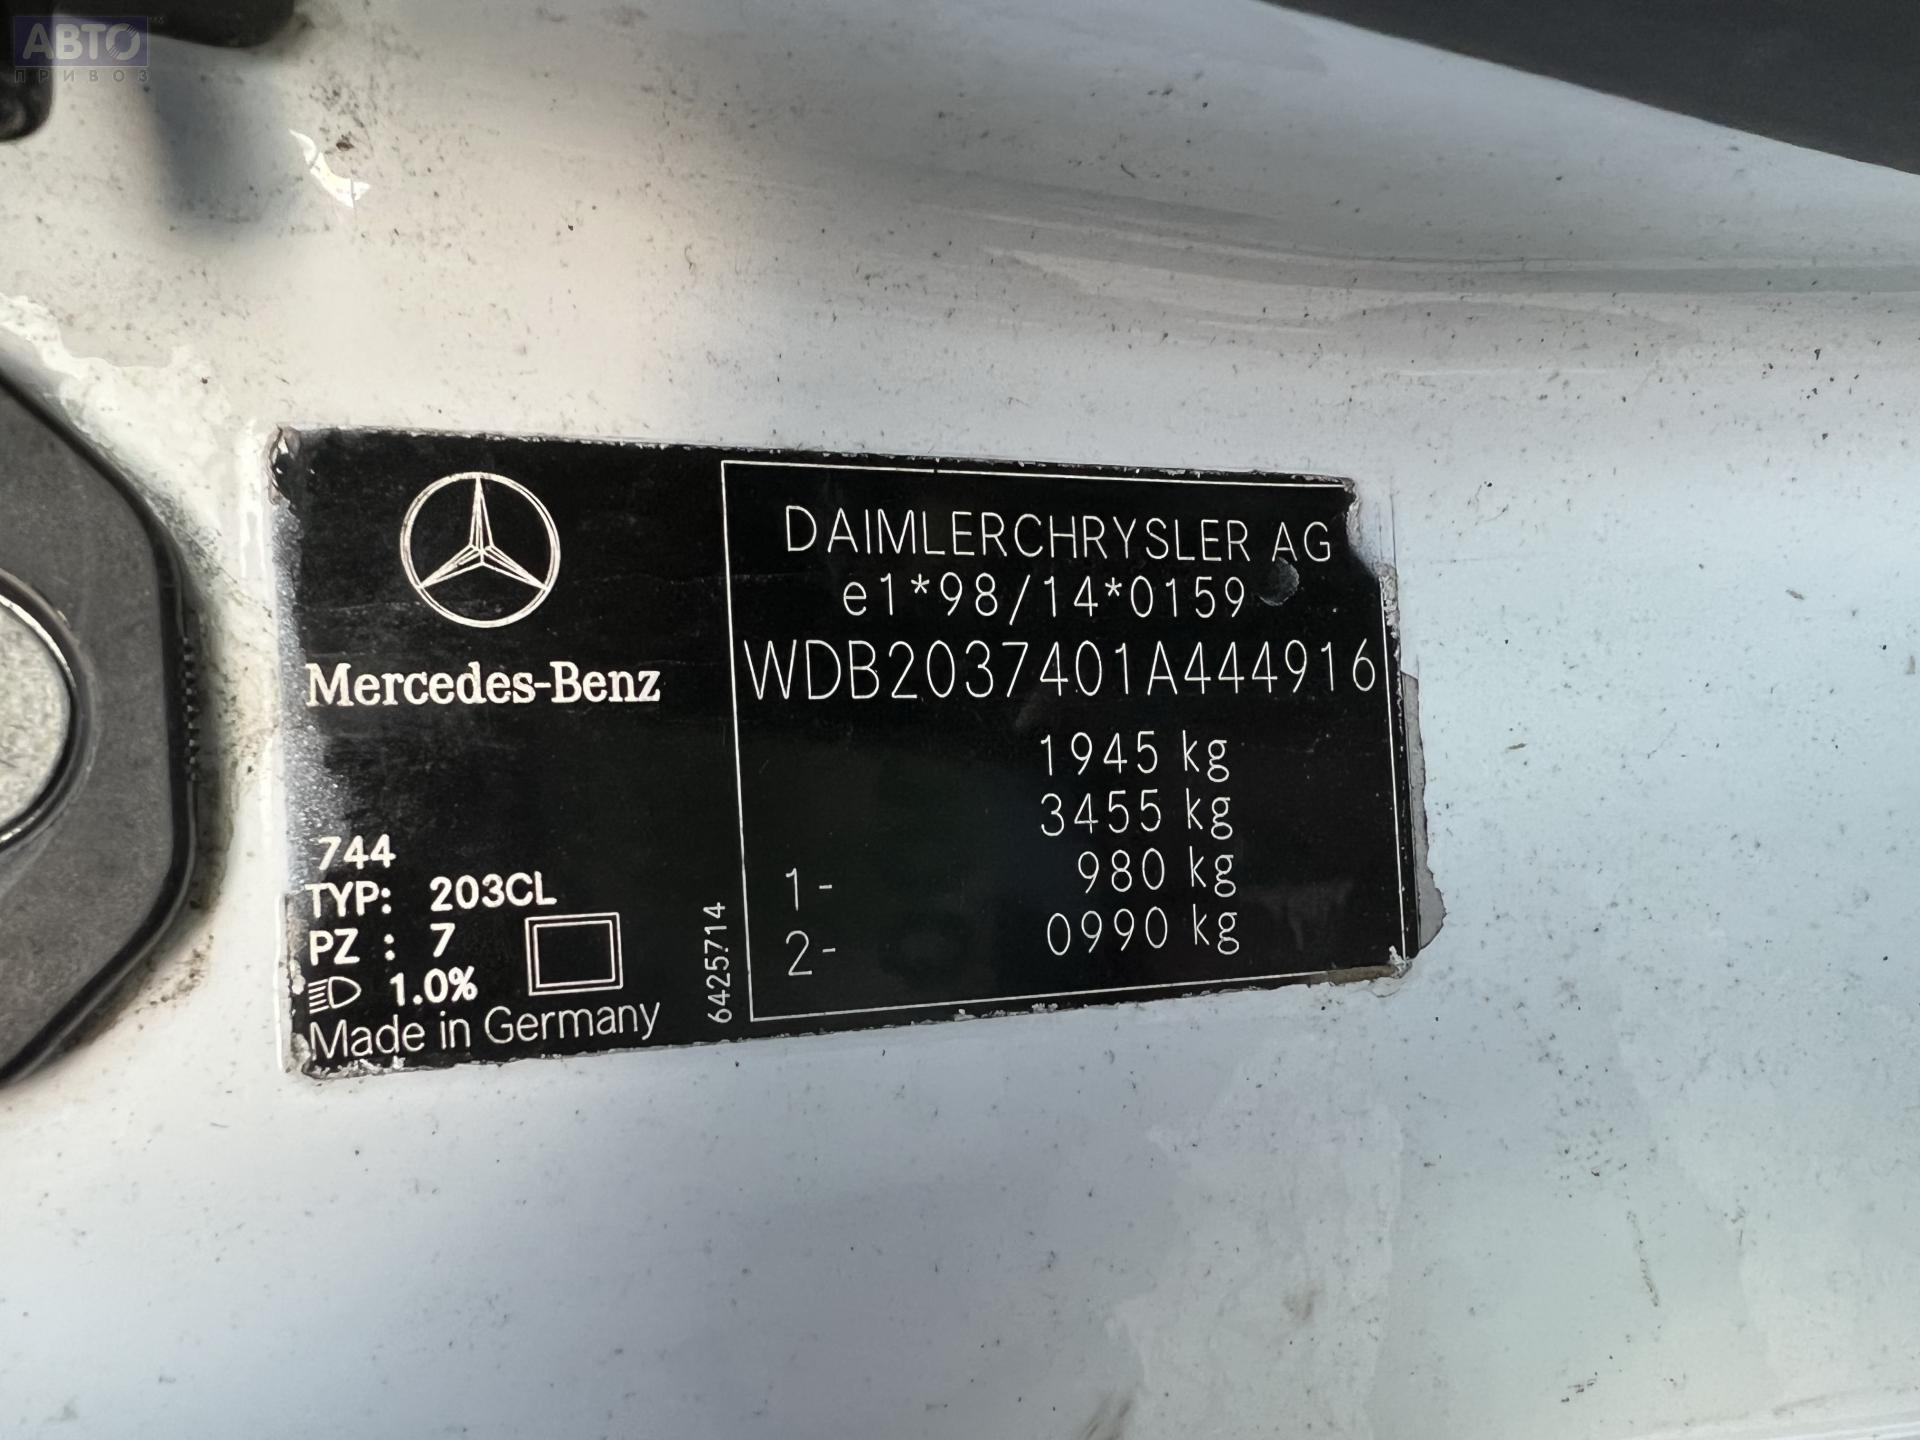 АВТО
ПРИВОЗ
Mercedes-Benz
744
TYP: 203CL
PZ : 7
1.0%
Made in Germany
6425714
DAIMLERCHRYSLER AG
e1*98/14*0159
WDB2037401A444916
1945 kg
3455 kg
1- 980 kg
2- 0990 kg